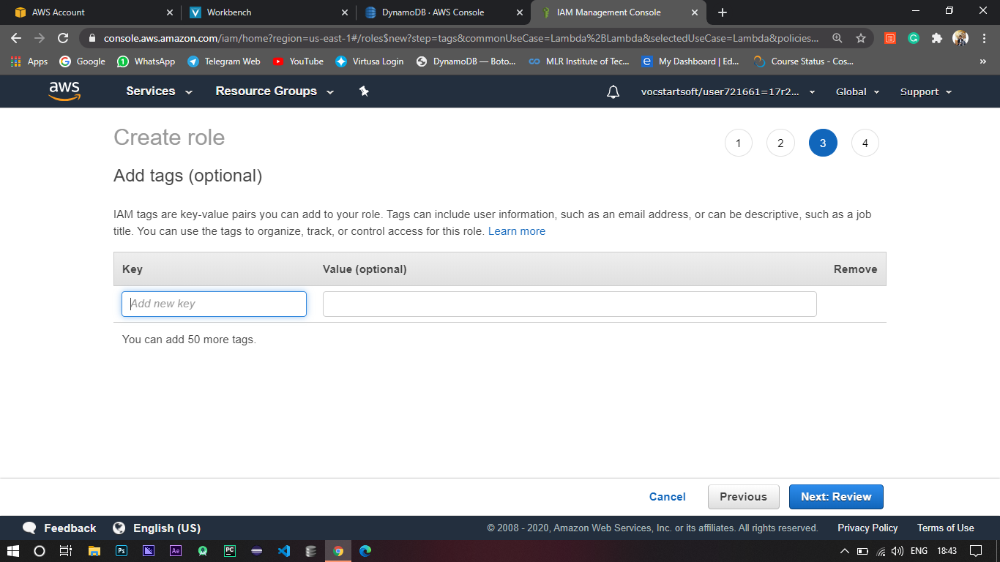 AWS Account
Workbench
DynamoDB · AWS Console
IAM Management Console
console.aws.amazon.com/iam/home?region=us-east-1#/roles$new?step=tags&commonUseCase=Lambda%2BLambda&selectedUseCase=Lambda&policies...
Apps
Google
WhatsApp
Telegram Web
YouTube
Virtusa Login
DynamoDB — Boto...
MLR Institute of Tec...
My Dashboard | Ed...
Course Status - Cos...
»
aws
Services
Resource Groups
vocstartsoft/user721661=17r2...
Global
Support
Create role
1
2
3
4
Add tags (optional)
IAM tags are key-value pairs you can add to your role. Tags can include user information, such as an email address, or can be descriptive, such as a job
title. You can use the tags to organize, track, or control access for this role. Learn more
Key
Value (optional)
Remove
Add new key
You can add 50 more tags.
Cancel
Previous
Next: Review
Feedback
English (US)
© 2008 - 2020, Amazon Web Services, Inc. or its affiliates. All rights reserved.
Privacy Policy
Terms of Use
Ps
Ae
PC
ENG
18:43